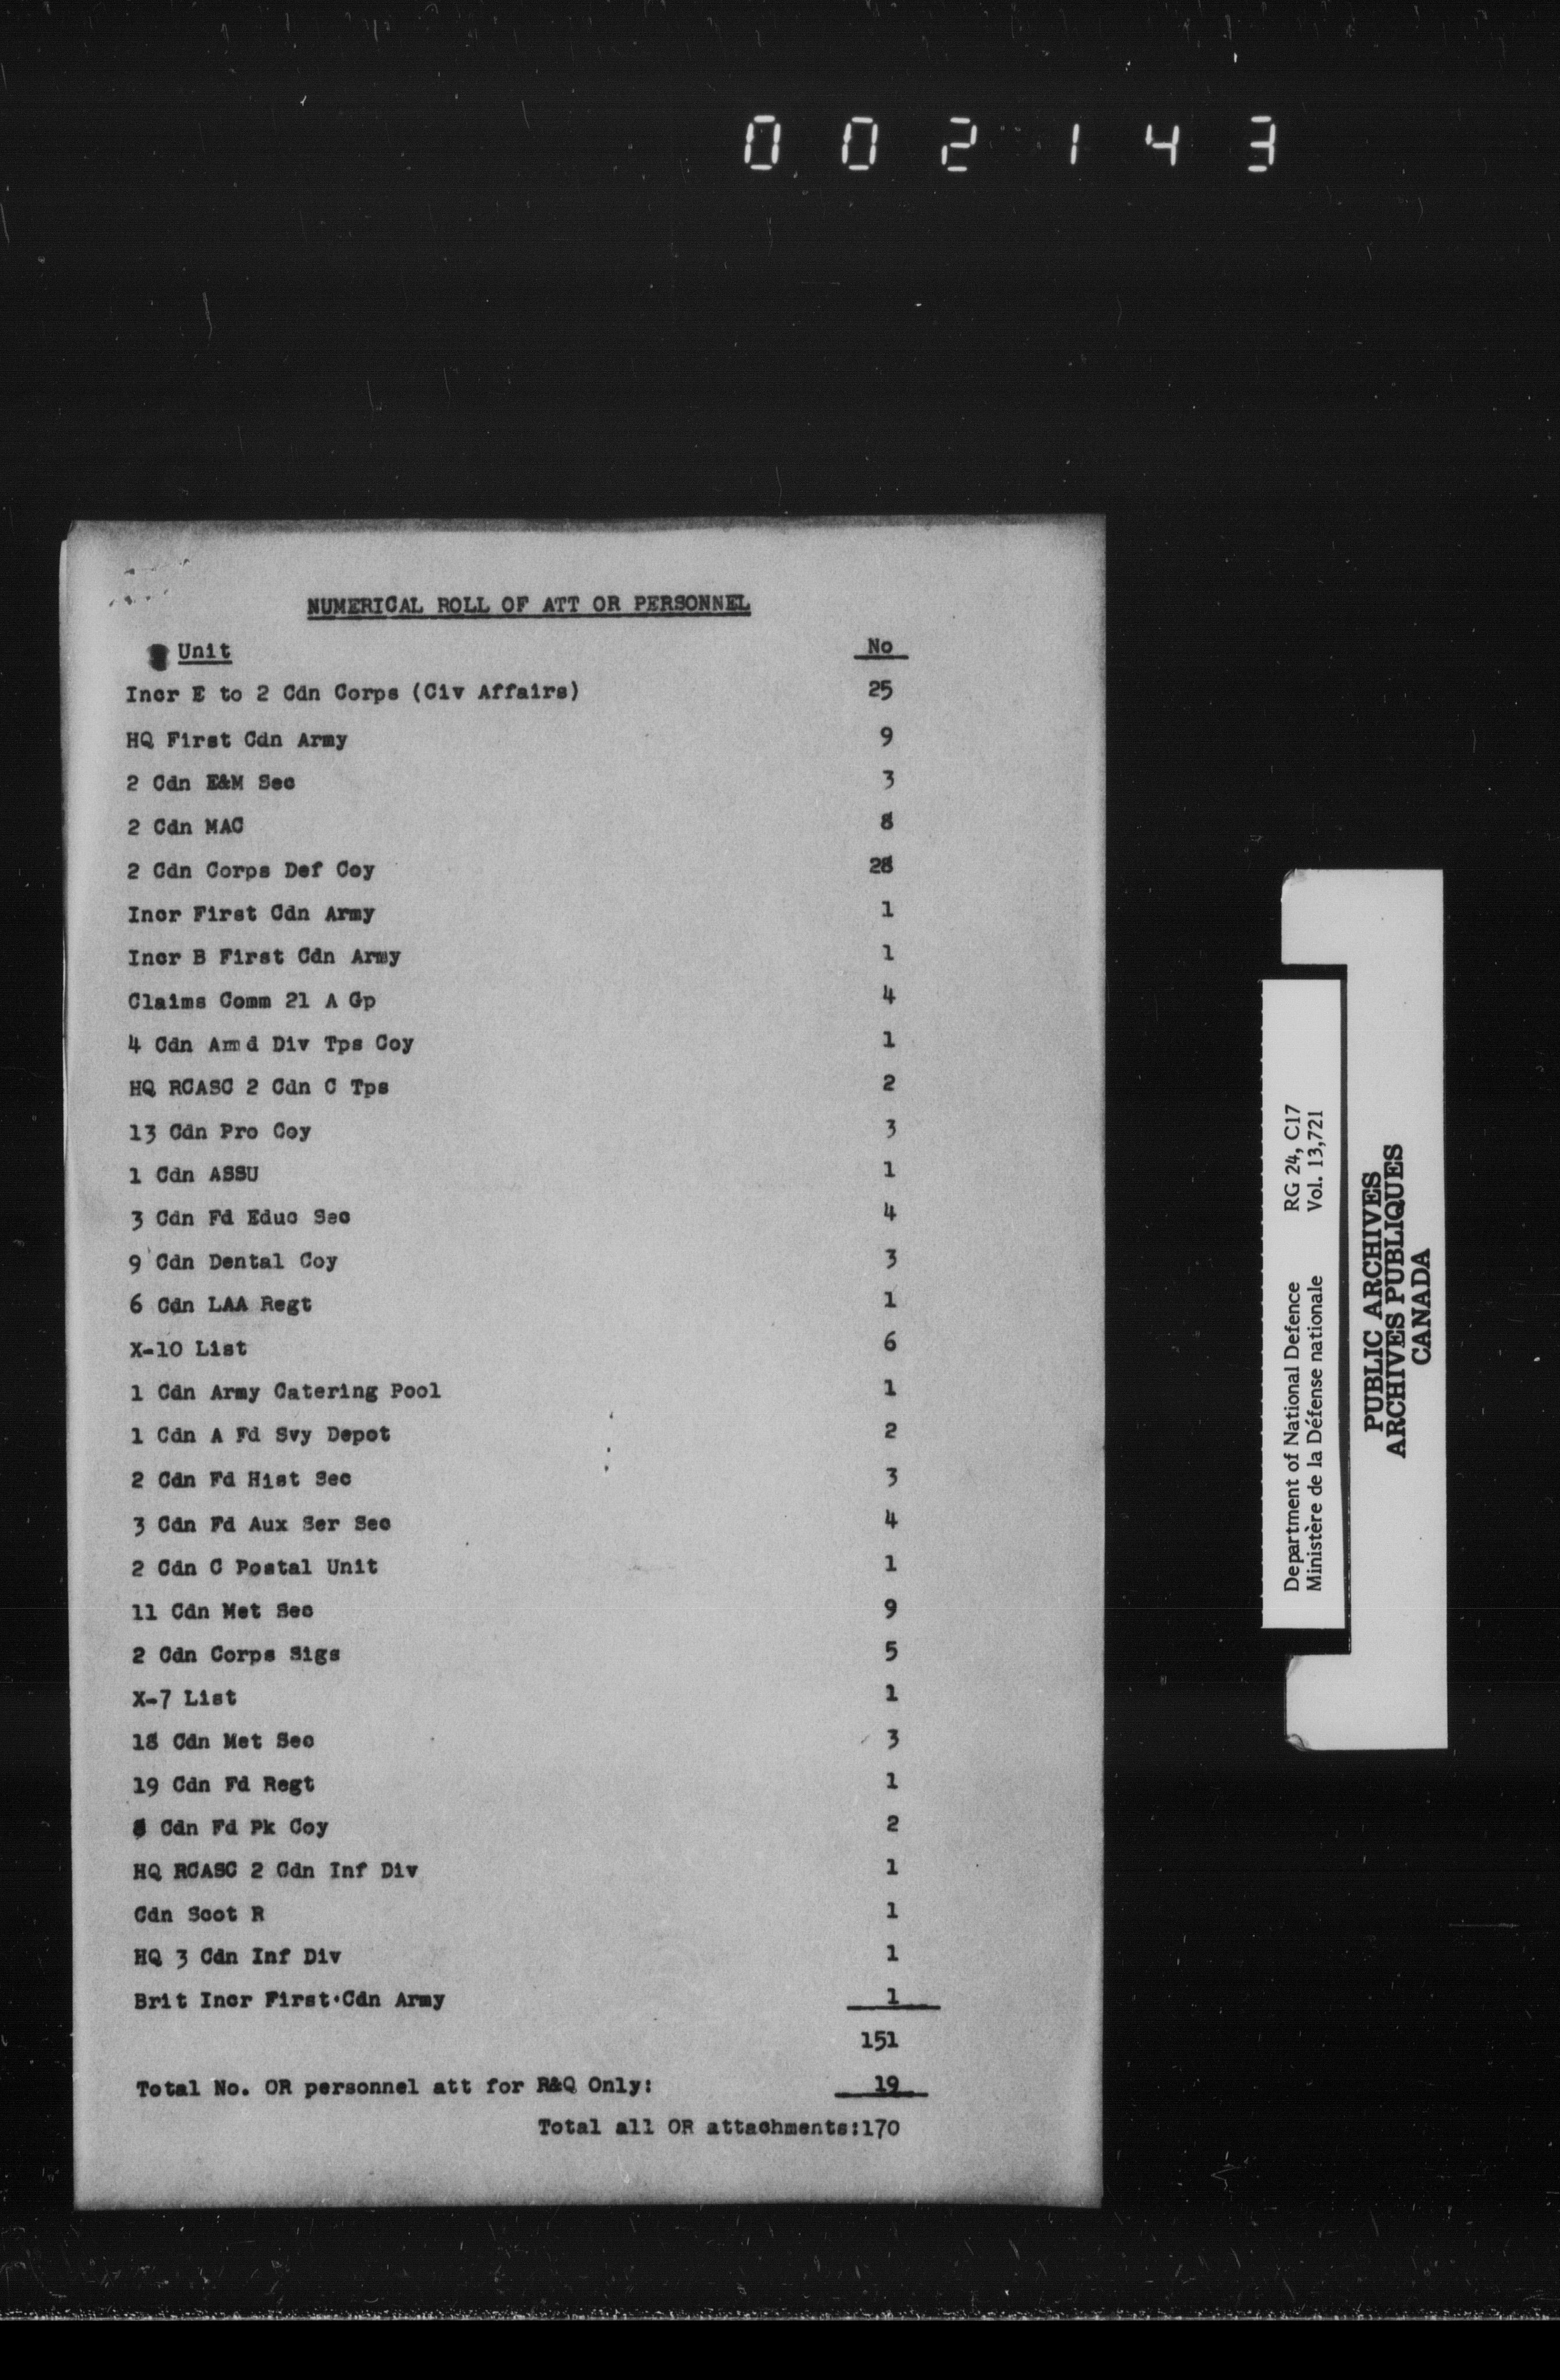 002143
NUMERICAL ROLL OF ATT OR PERSONNEL
Unit No
Incr E to 2 Cdn Corps (Civ Affairs) 25
HQ First Cdn Army 9
2 Cdn E&M Sec 3
2 Cdn MAC 8
2 Cdn Corps Def Coy 28
Incr First Cdn Army 1
Incr B First Cdn Army 1
Claims Comm 21 A Gp 4
4 Cdn Armd Div Tps Coy 1
HQ RCASC 2 Cdn C Tps 2
13 Cdn Pro Coy 3
1 Cdn ASSU 1
3 Cdn Fd Educ Sec 4
9 Cdn Dental Coy 3
6 Cdn LAA Regt 1
X-10 List 6
1 Cdn Army Catering Pool 1
1 Cdn A Fd Svy Depot 2
2 Cdn Fd Hist Sec 3
3 Cdn Fd Aux Ser Sec 4
2 Cdn C Postal Unit 1
11 Cdn Met Sec 9
2 Cdn Corps Sigs 5
X-7 List 1
18 Cdn Met Sec 3
19 Cdn Fd Regt 1
Cdn Fd Pk Coy 2
HQ RCASC 2 Cdn Inf Div 1
Cdn Scot R 1
HQ 3 Cdn Inf Div 1
Brit Incr First Cdn Army 1
151
Total No. OR personnel att for R&Q Only: 19
Total all OR attachments:170
Department of National Defence RG 24, C17
Ministère de la Défense nationale Vol. 13,721
PUBLIC ARCHIVES
ARCHIVES PUBLIQUES
CANADA